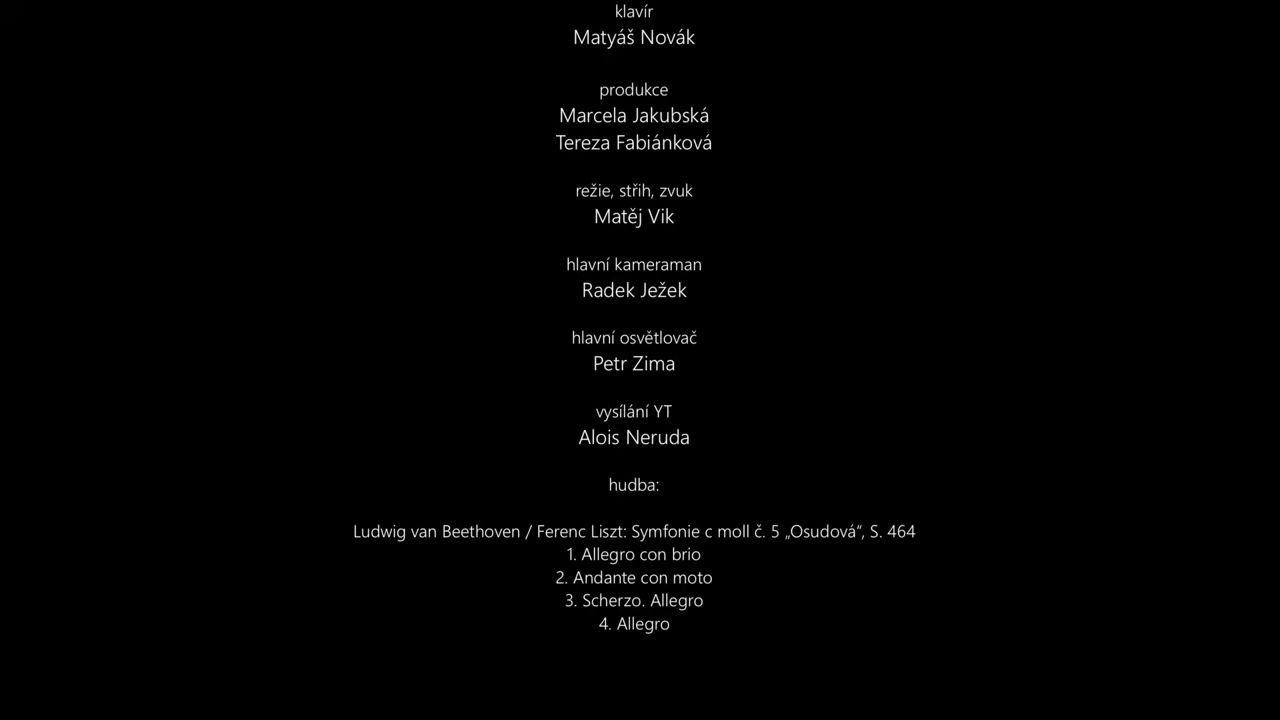 klavír
Matyáš Novák
produkce
Marcela Jakubská
Tereza Fabiánková
režie, střih, zvuk
Matěj Vik
hlavní kameraman
Radek Ježek
hlavní osvětlovač
Petr Zima
vysílání YT
Alois Neruda
hudba:
Ludwig van Beethoven / Ferenc Liszt: Symfonie c moll č. 5 „Osudová“, S. 464
1. Allegro con brio
2. Andante con moto
3. Scherzo. Allegro
4. Allegro